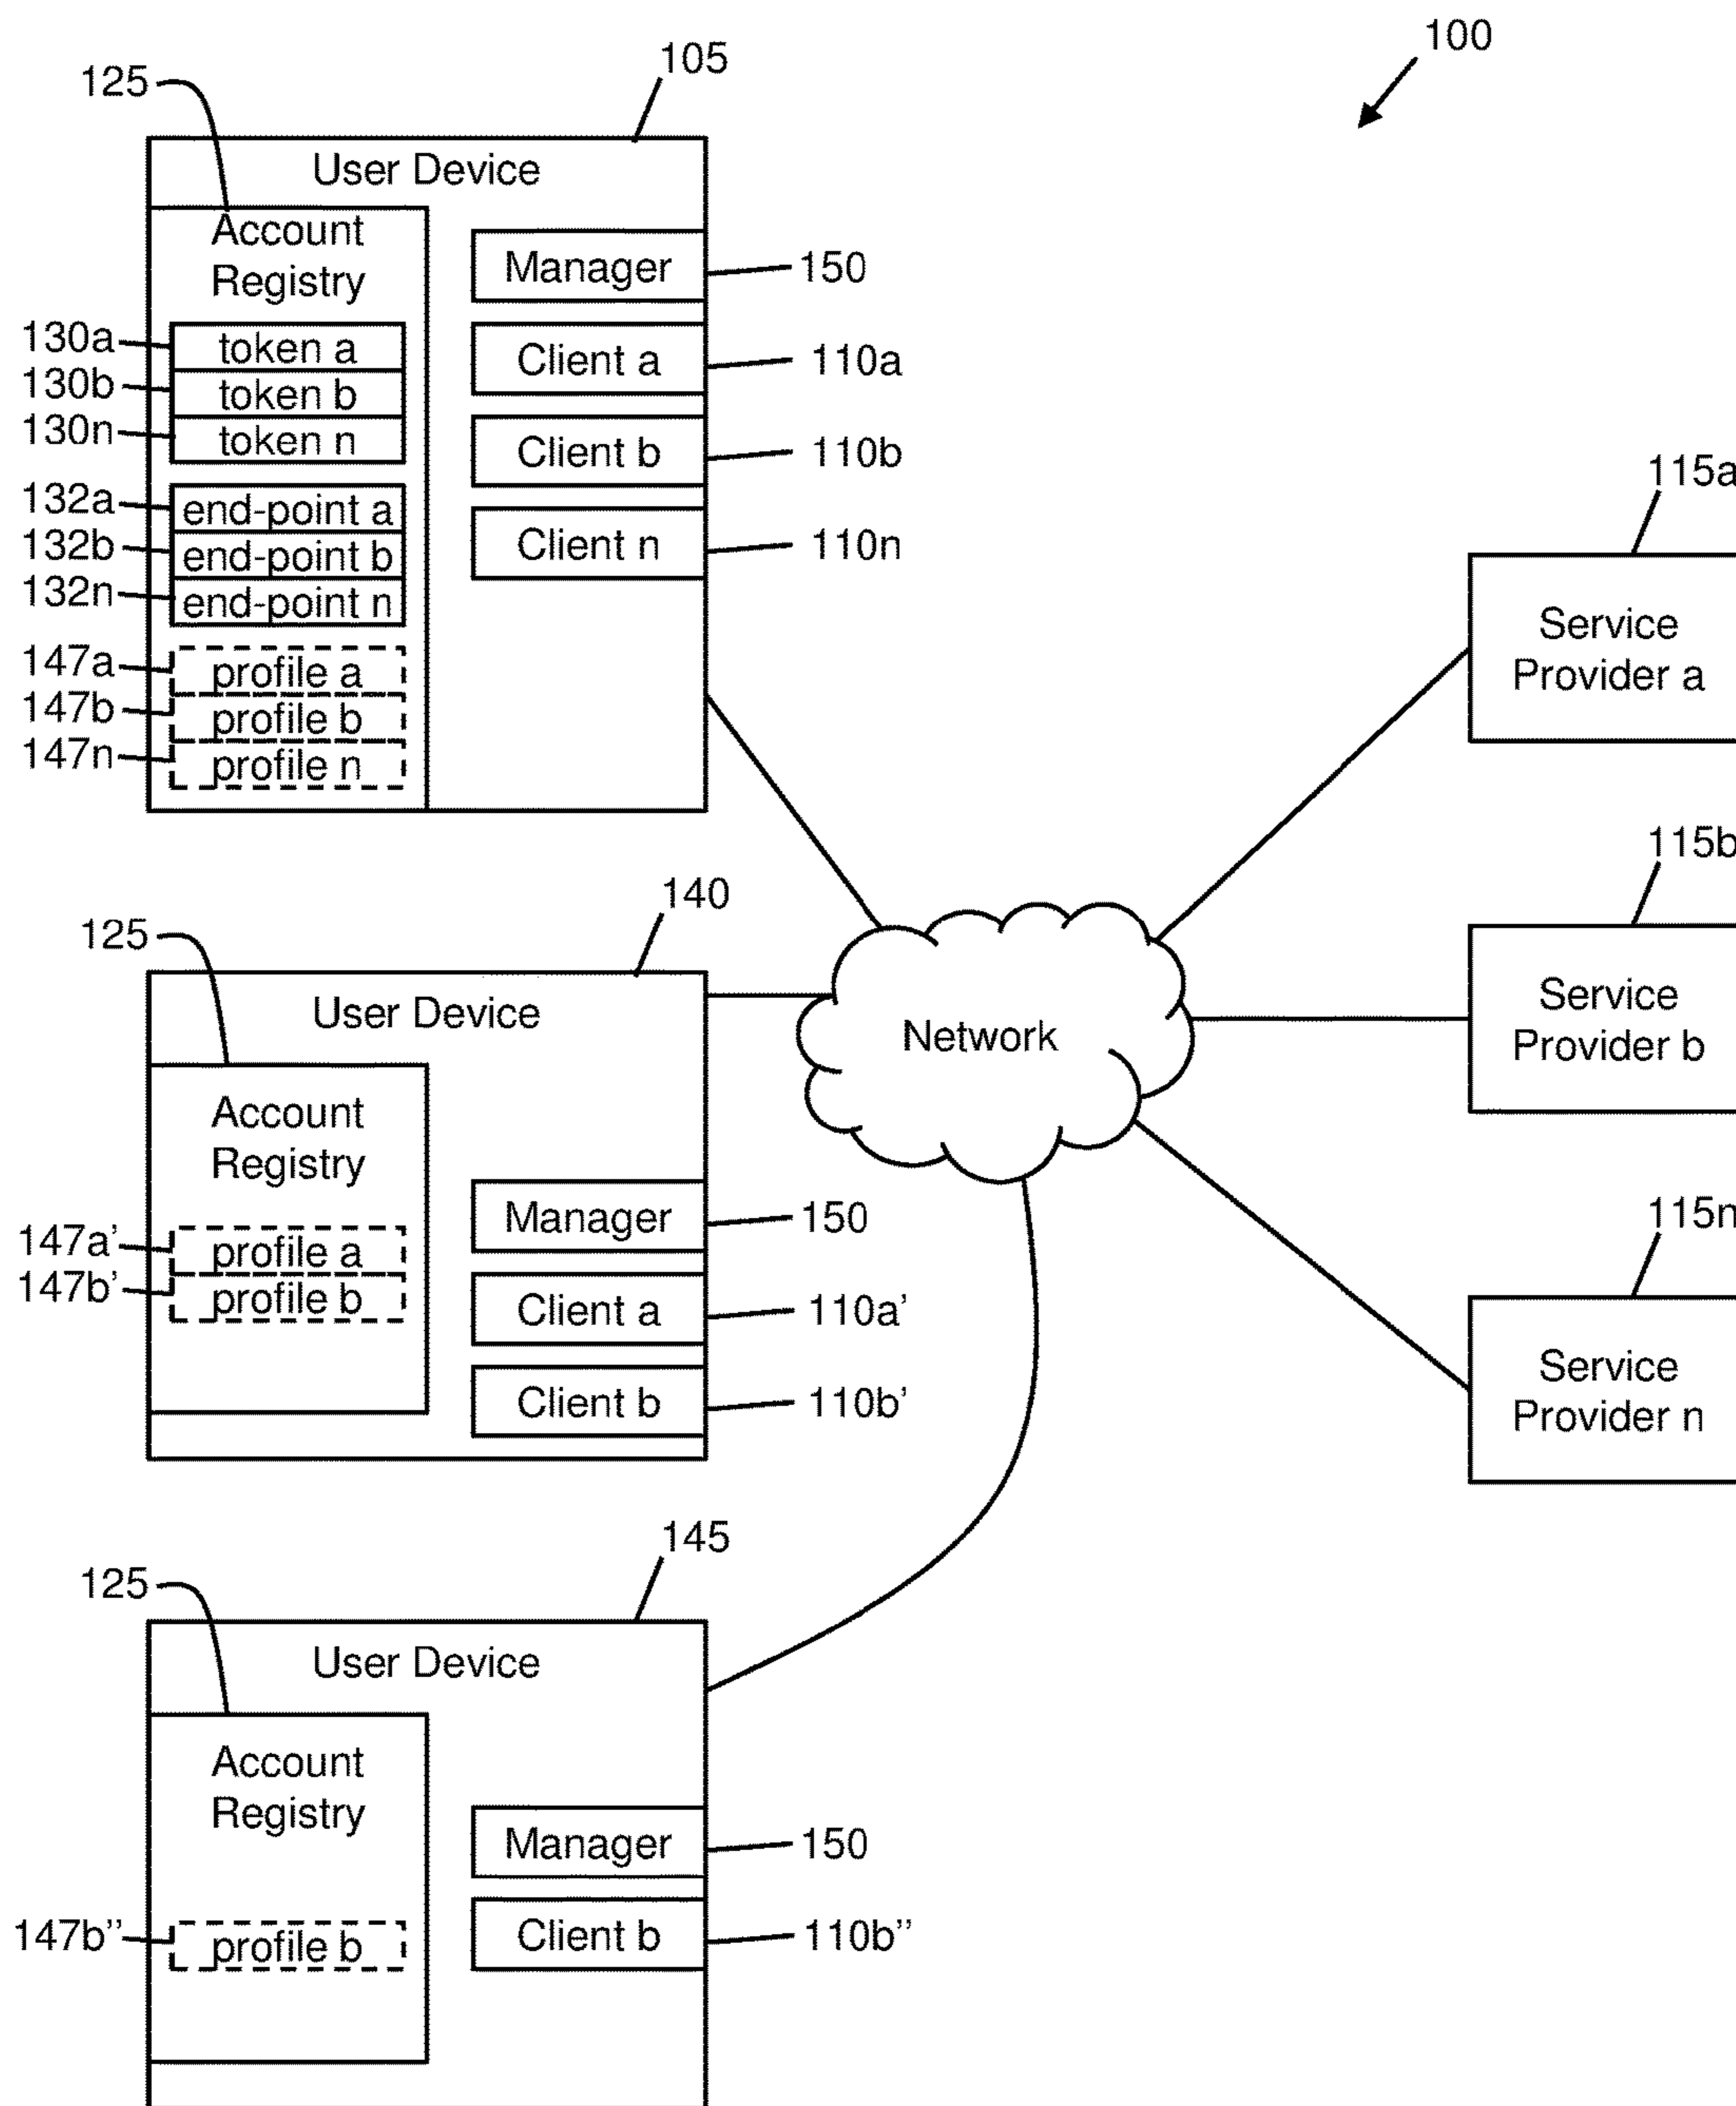 100
105
125
User Device
Account
Registry
130a
token a
130b
token b
130n
token n
132a
end-point a
132b
end-point b
132n
end-point n
147a
profile a
147b
profile b
147n
profile n
Manager
150
Client a
110a
Client b
110b
Client n
110n
140
125
User Device
Account
Registry
147a’
profile a
147b’
profile b
Manager
150
Client a
110a’
Client b
110b’
145
125
User Device
Account
Registry
147b’’
profile b
Manager
150
Client b
110b’’
Network
115a
Service
Provider a
115b
Service
Provider b
115n
Service
Provider n